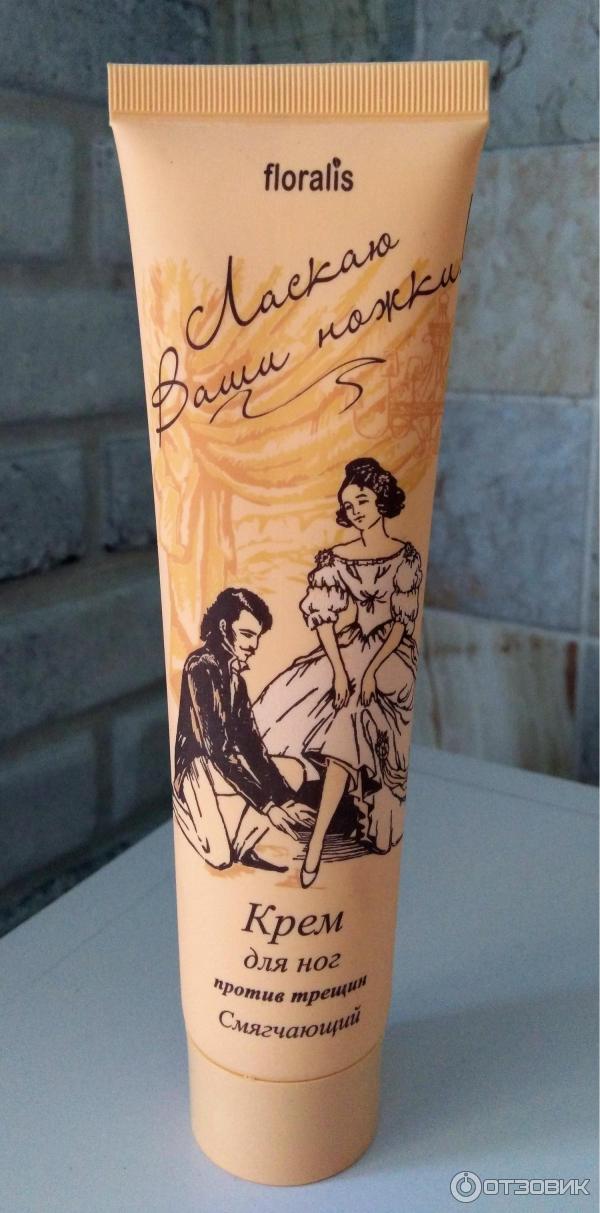 floralis
Ласкаю
Ваши ножки
Крем
для ног
против трещин
Смягчающий
ОТЗОВИК